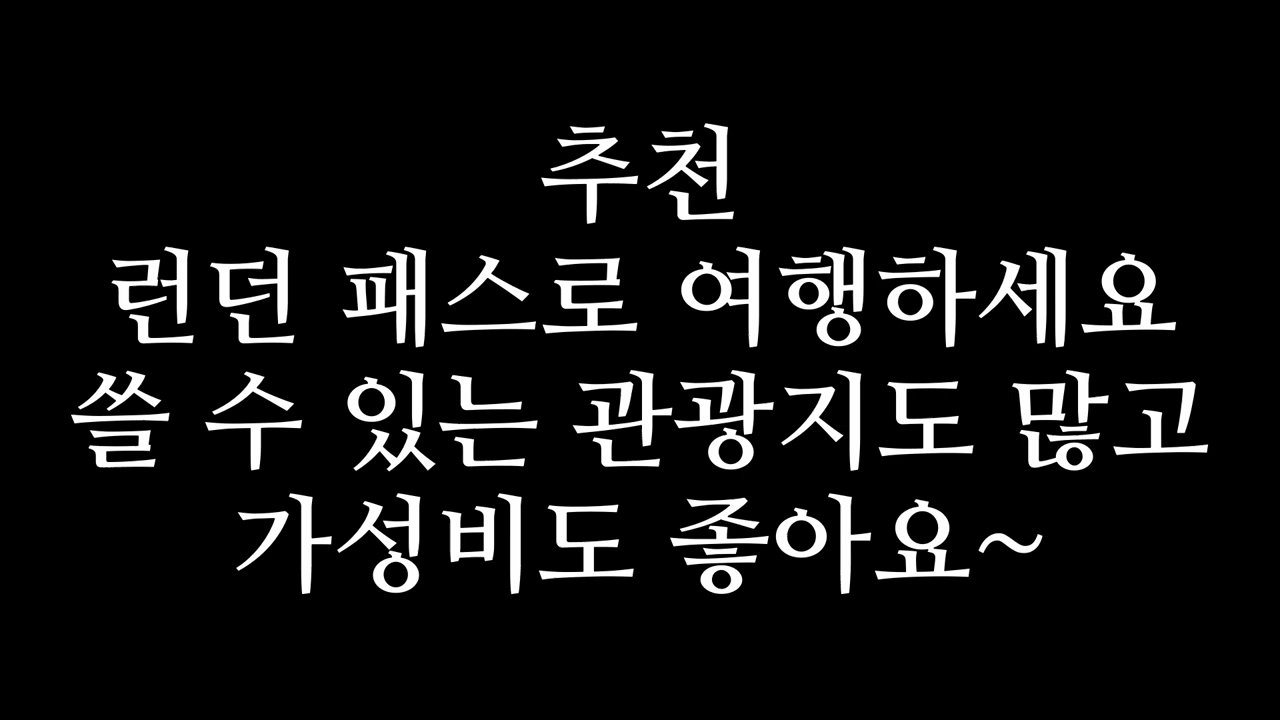 추천
런던 패스로 여행하세요
쓸 수 있는 관광지도 많고
가성비도 좋아요~